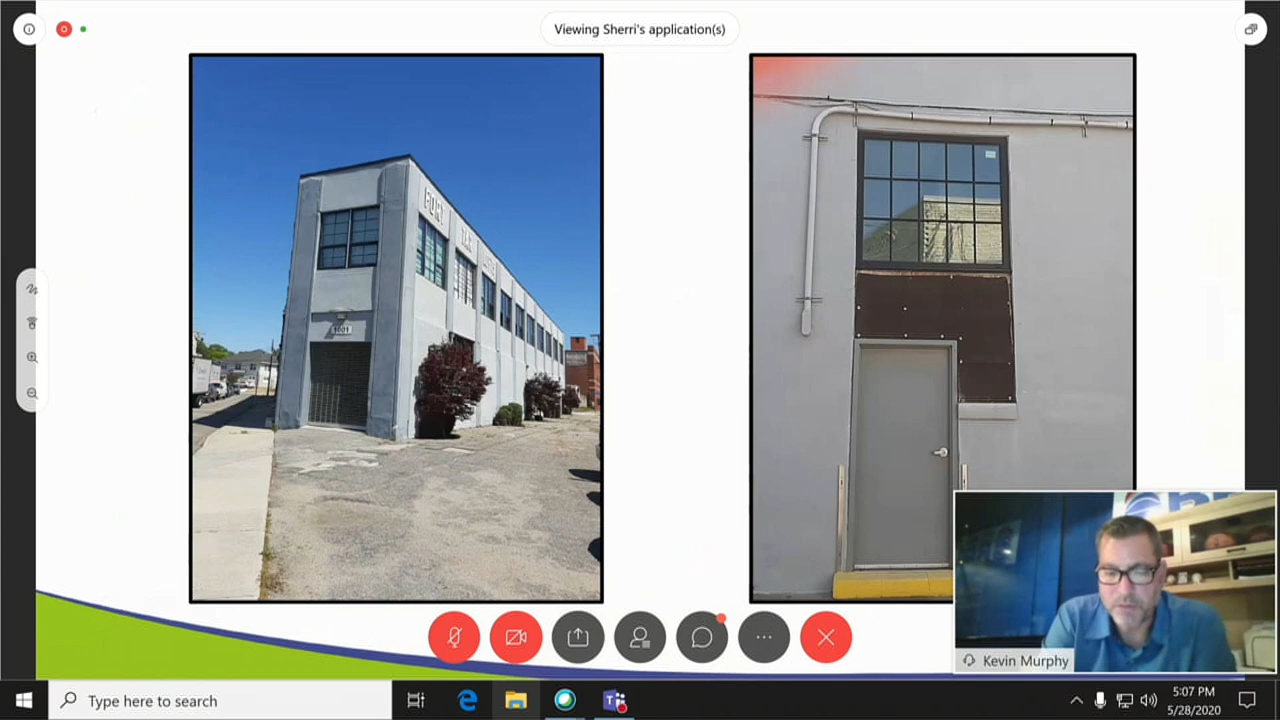 Viewing Sherri's application(s)
1001
Kevin Murphy
Type here to search
5:07 PM
5/28/2020